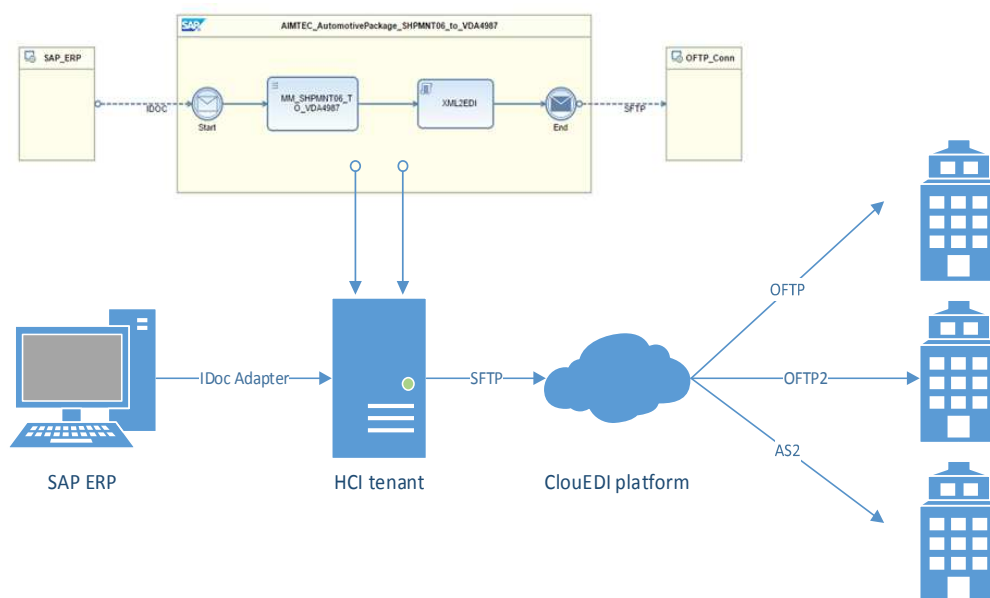 SAP
AIMTEC_AutomotivePackage_SHPMNT06_to_VDA4987
SAP_ERP
OFTP_Conn
MM_SHPMNT06_T
O_VDA4987
XML2EDI
IDOC
Start
End
SFTP
OFTP
IDoc Adapter
SFTP
OFTP2
AS2
SAP ERP
HCI tenant
ClouEDI platform